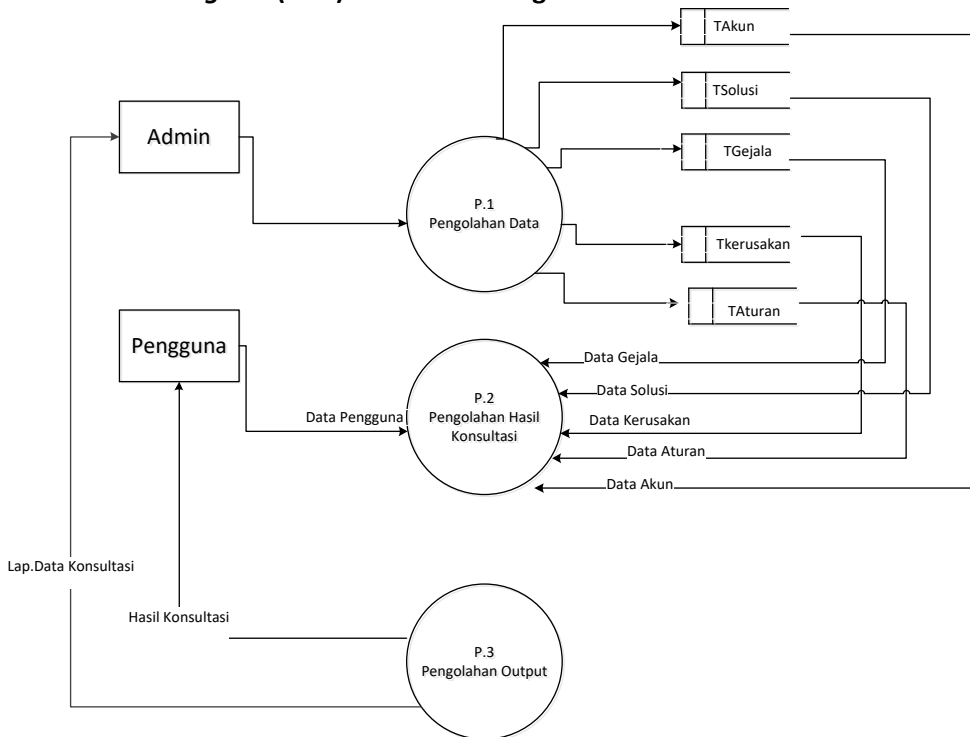 TAkun
TSolusi
Admin
TGejala
P.1
Pengolahan Data
Tkerusakan
TAturan
Pengguna
Data Gejala
Data Solusi
P.2
Pengolahan Hasil
Konsultasi
Data Pengguna
Data Kerusakan
Data Aturan
Data Akun
Lap.Data Konsultasi
Hasil Konsultasi
P.3
Pengolahan Output